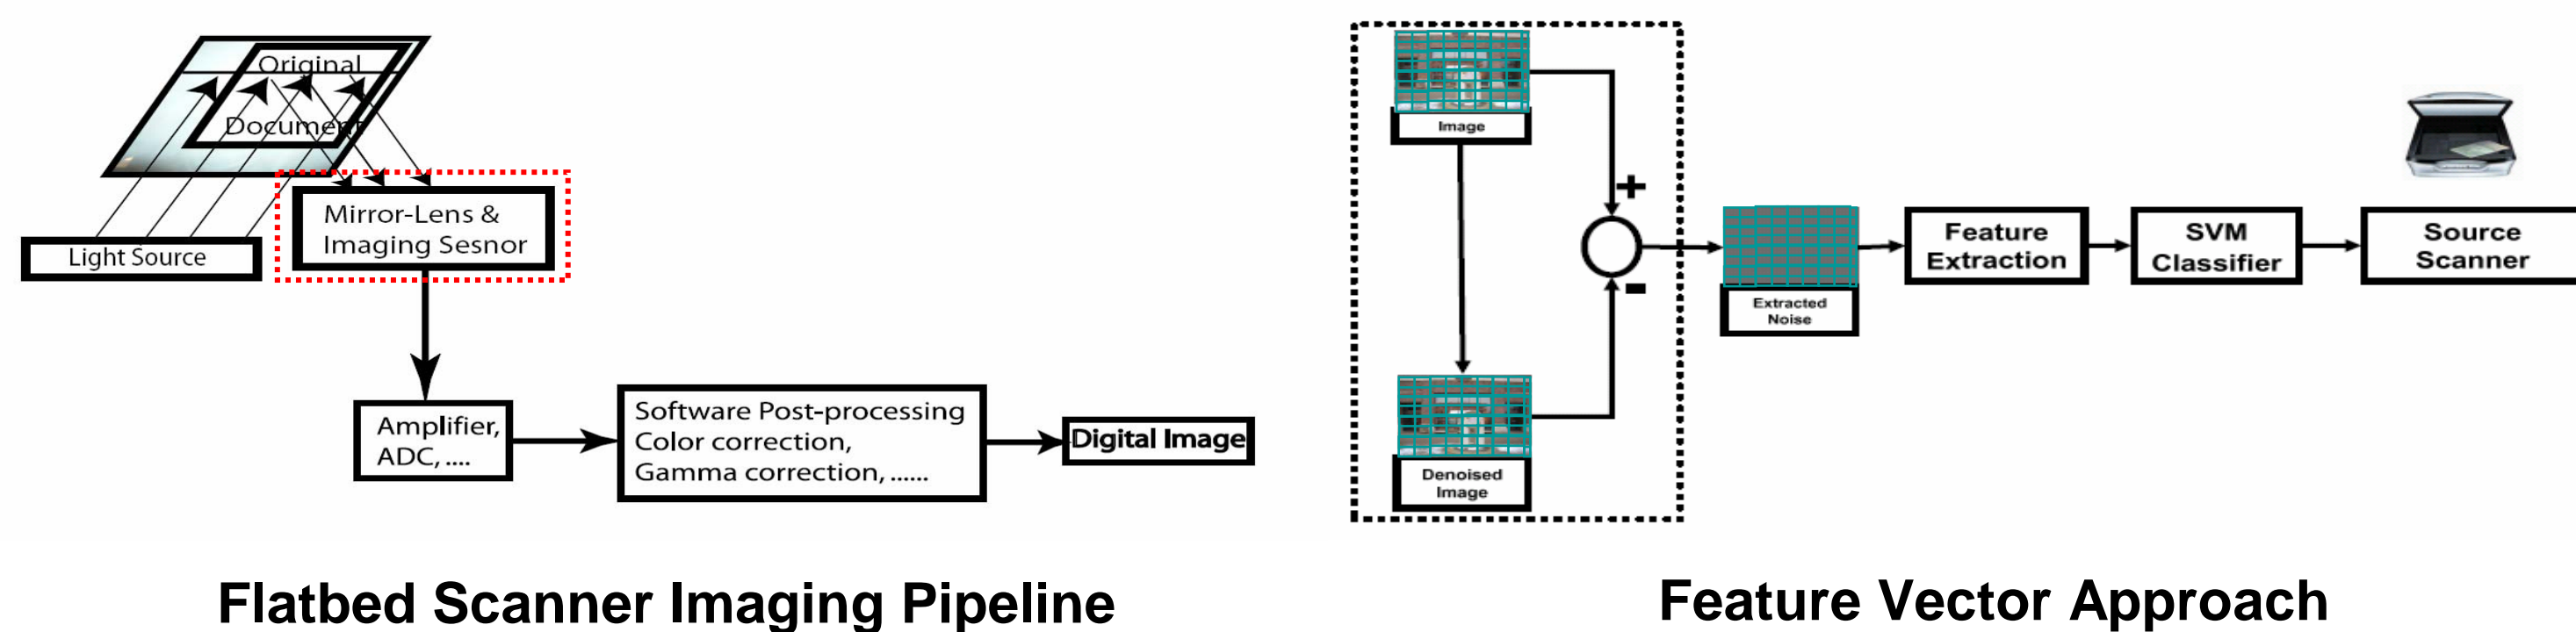 Original
Document
Mirror-Lens &
Imaging Sesnor
Light Source
Amplifier,
ADC, ....
Software Post-processing
Color correction,
Gamma correction, ......
Digital Image
Flatbed Scanner Imaging Pipeline
Image
+
-
Denoised
Image
Extracted
Noise
Feature
Extraction
SVM
Classifier
Source
Scanner
Feature Vector Approach